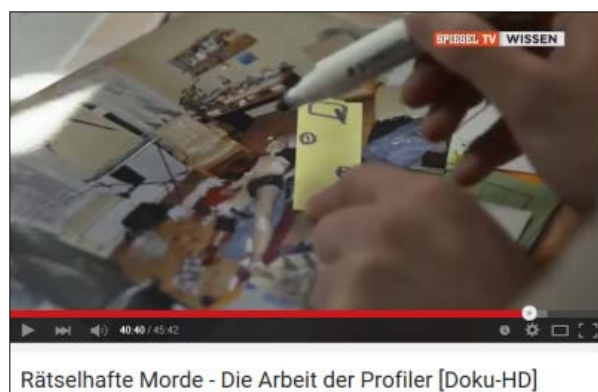 SPIEGEL TV WISSEN
40:40 / 45:42
Rätselhafte Morde - Die Arbeit der Profiler [Doku-HD]